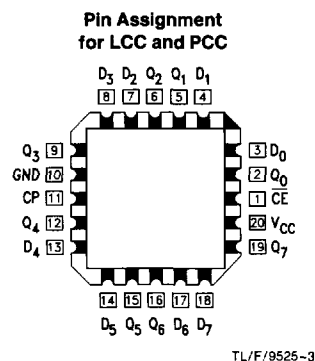 Pin Assignment
for LCC and PCC
D3 D2 Q2 Q1 D1
8 7 6 5 4
Q3 9
GND 10
CP 11
Q4 12
D4 13
3 D0
2 Q0
1 C̅E̅
20 VCC
19 Q7
14 15 16 17 18
D5 Q5 Q6 D6 D7
TL/F/9525–3